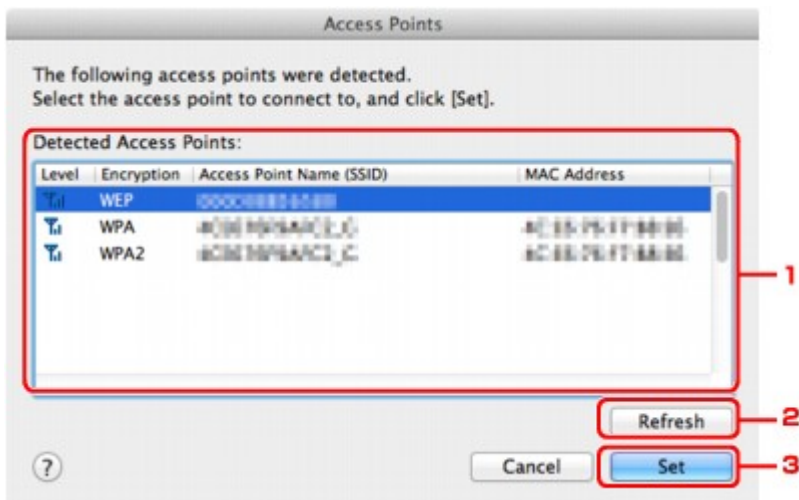 Access Points
The following access points were detected.
Select the access point to connect to, and click [Set].
Detected Access Points:
Level Encryption Access Point Name (SSID) MAC Address
WEP
WPA
WPA2
1
Refresh 2
? Cancel Set 3